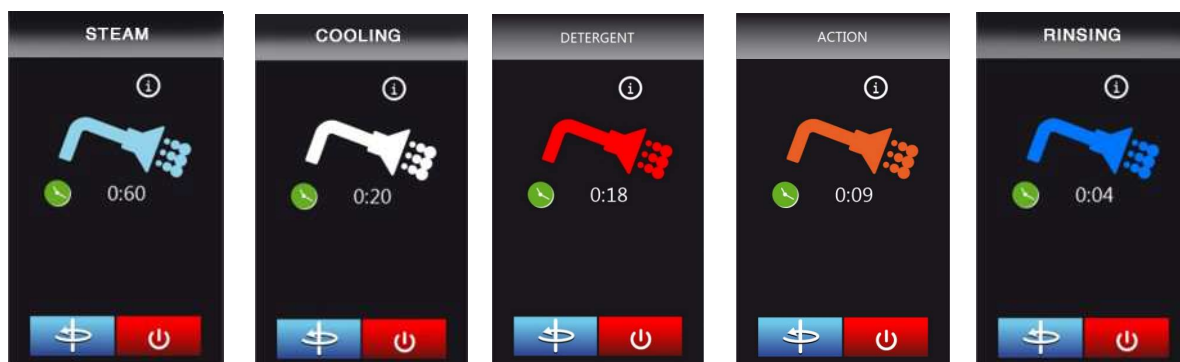 STEAM
COOLING
DETERGENT
ACTION
RINSING
i
i
i
i
i
0:60
0:20
0:18
0:09
0:04